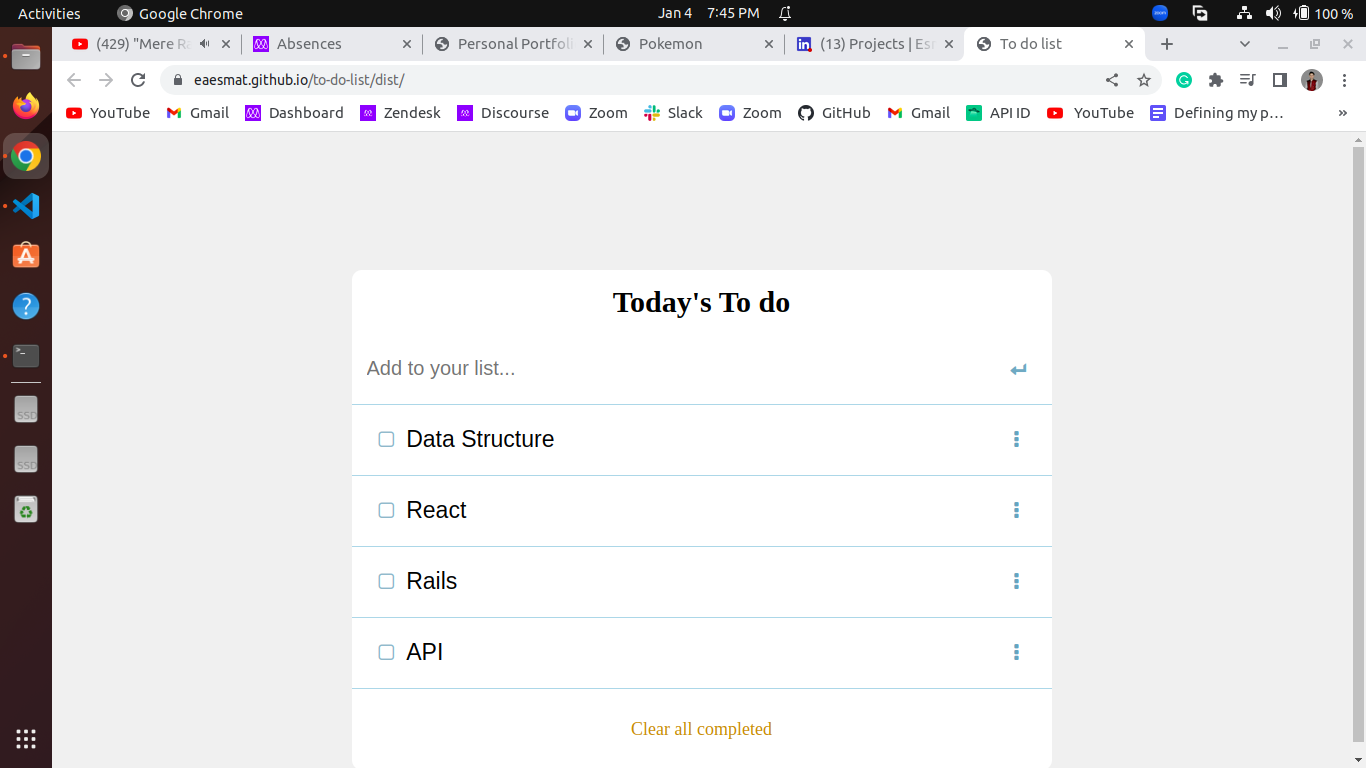 Activities Google Chrome Jan 4 7:45 PM 100 %
(429) "Mere Ro Absences Personal Portfoli Pokemon (13) Projects | Esm To do list
eaesmat.github.io/to-do-list/dist/
YouTube Gmail Dashboard Zendesk Discourse Zoom Slack Zoom GitHub Gmail API ID YouTube Defining my p… »
Today's To do
Add to your list...
Data Structure
React
Rails
API
Clear all completed
SSD
SSD